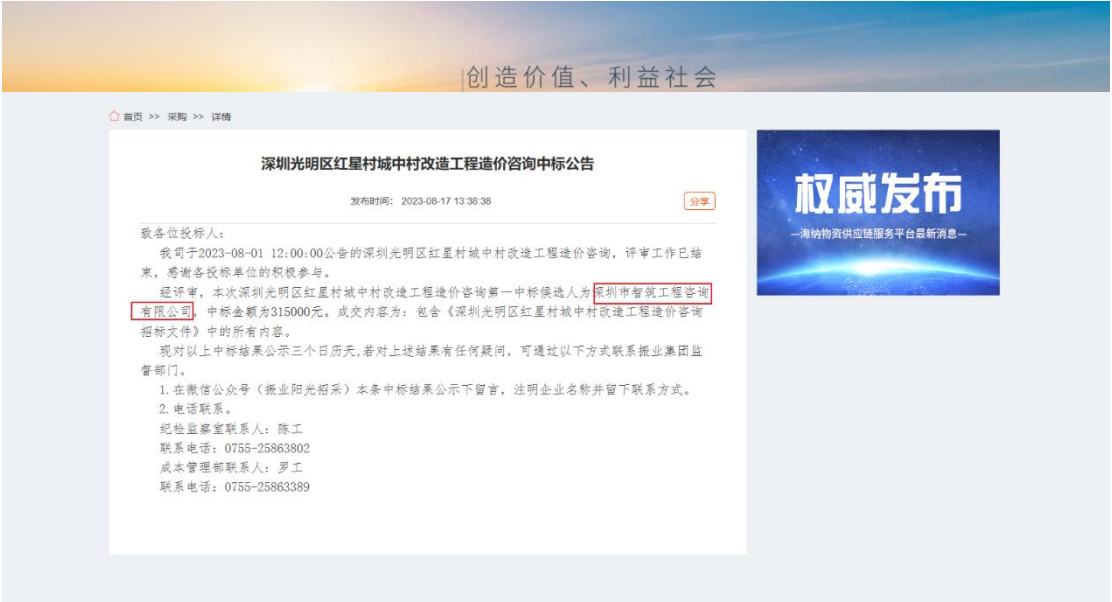 创造价值、利益社会
首页 >> 采购 >> 详情
深圳光明区红星村城中村改造工程造价咨询中标公告
发布时间： 2023-08-17 13:38:38
分享
致各位投标人：
我司于2023-08-01 12:00:00公告的深圳光明区红星村城中村改造工程造价咨询，评审工作已结
束，感谢各投标单位的积极参与。
经评审，本次深圳光明区红星村城中村改造工程造价咨询第一中标候选人为深圳市智筑工程咨询
有限公司，中标金额为315000元。成交内容为：包含《深圳光明区红星村城中村改造工程造价咨询
招标文件》中的所有内容。
现对以上中标结果公示三个日历天,若对上述结果有任何疑问，可通过以下方式联系振业集团监
督部门。
1.在微信公众号（振业阳光招采）本条中标结果公示下留言，注明企业名称并留下联系方式。
2.电话联系。
纪检监察室联系人：陈工
联系电话：0755-25863802
成本管理部联系人：罗工
联系电话：0755-25863389
权威发布
—海纳物资供应链服务平台最新消息—